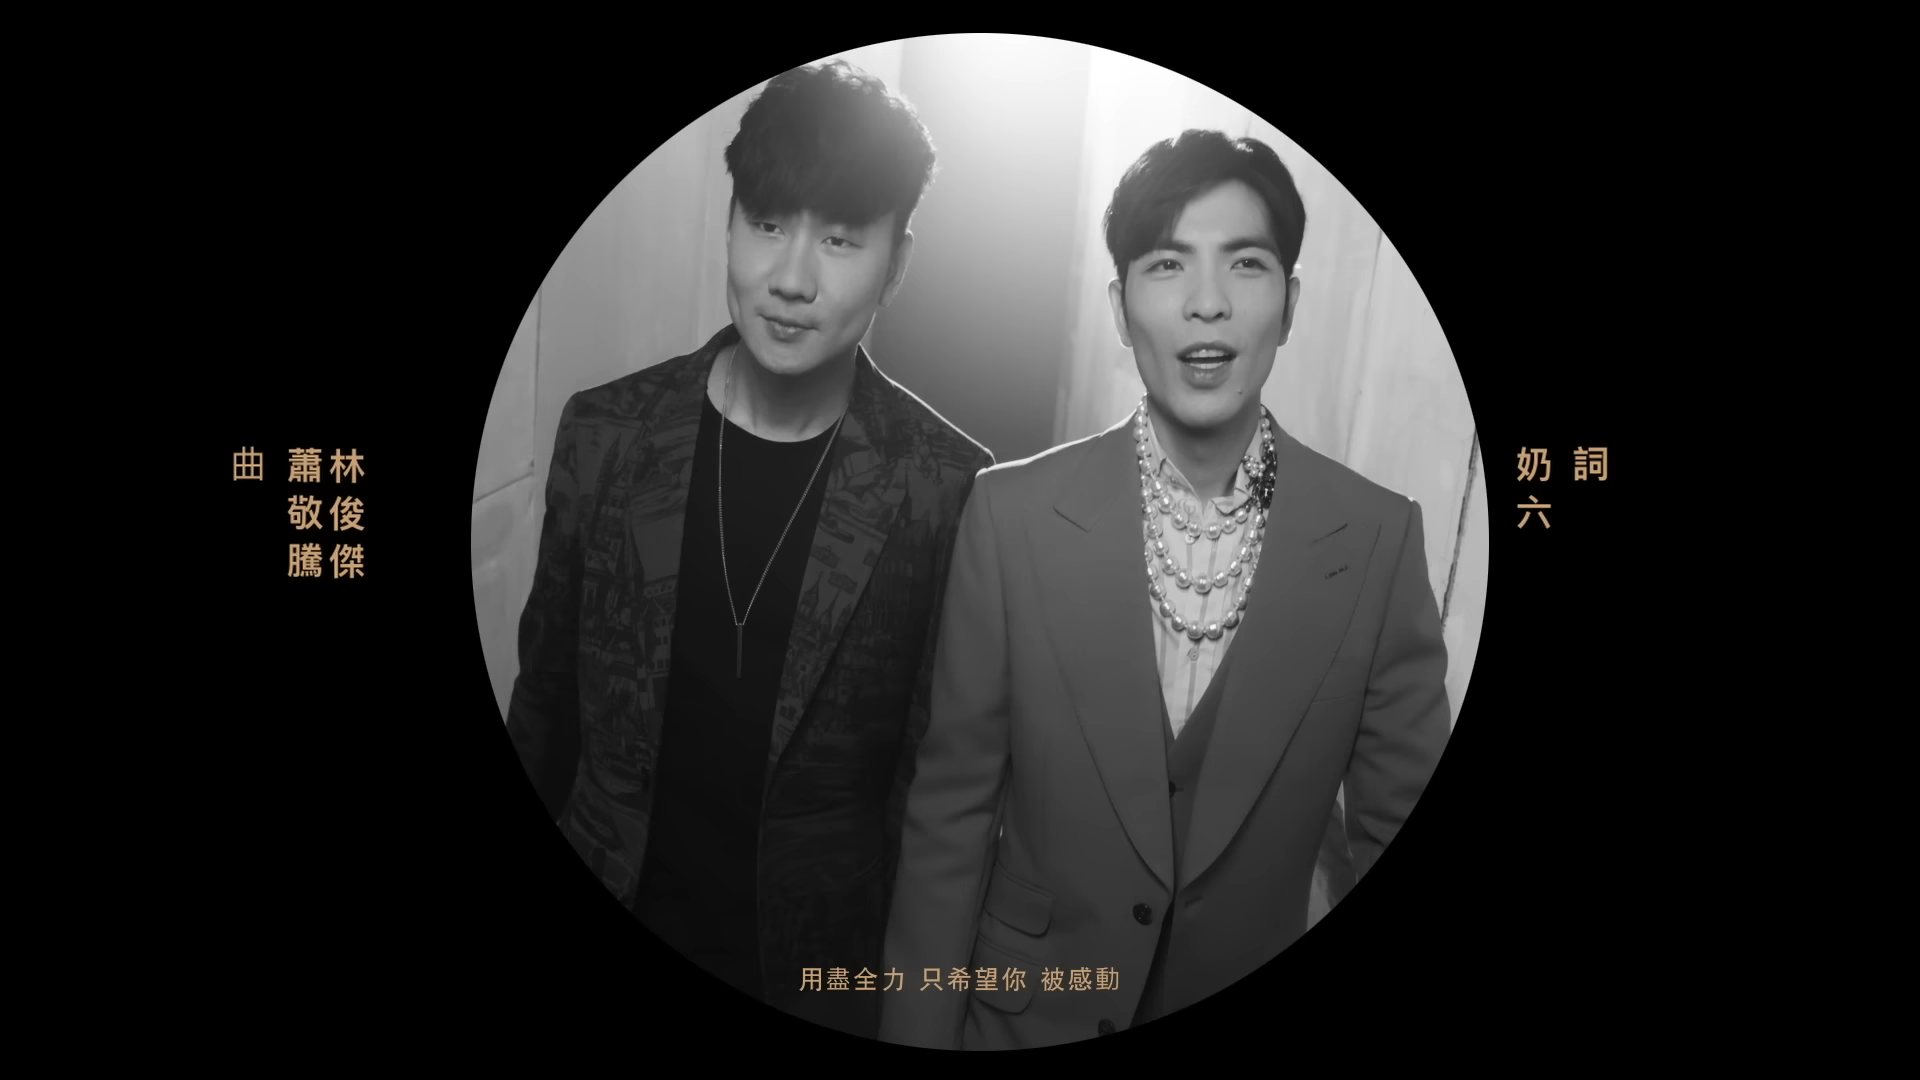 曲
蕭敬騰
林俊傑
詞
奶六
用盡全力 只希望你 被感動